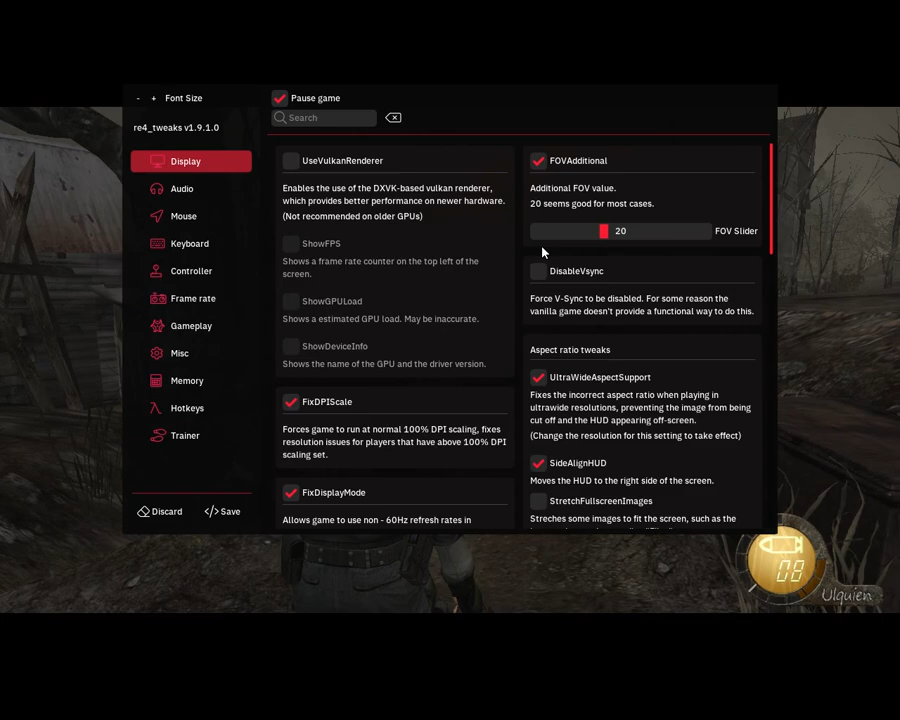 - + Font Size
Pause game
Search
re4_tweaks v1.9.1.0
Display
Audio
Mouse
Keyboard
Controller
Frame rate
Gameplay
Misc
Memory
Hotkeys
Trainer
Discard
Save
UseVulkanRenderer
Enables the use of the DXVK-based vulkan renderer,
which provides better performance on newer hardware.
(Not recommended on older GPUs)
ShowFPS
Shows a frame rate counter on the top left of the
screen.
ShowGPULoad
Shows a estimated GPU load. May be inaccurate.
ShowDeviceInfo
Shows the name of the GPU and the driver version.
FixDPIScale
Forces game to run at normal 100% DPI scaling, fixes
resolution issues for players that have above 100% DPI
scaling set.
FixDisplayMode
Allows game to use non - 60Hz refresh rates in
FOVAdditional
Additional FOV value.
20 seems good for most cases.
20 FOV Slider
DisableVsync
Force V-Sync to be disabled. For some reason the
vanilla game doesn't provide a functional way to do this.
Aspect ratio tweaks
UltraWideAspectSupport
Fixes the incorrect aspect ratio when playing in
ultrawide resolutions, preventing the image from being
cut off and the HUD appearing off-screen.
(Change the resolution for this setting to take effect)
SideAlignHUD
Moves the HUD to the right side of the screen.
StretchFullscreenImages
Streches some images to fit the screen, such as the
08
Ulquien